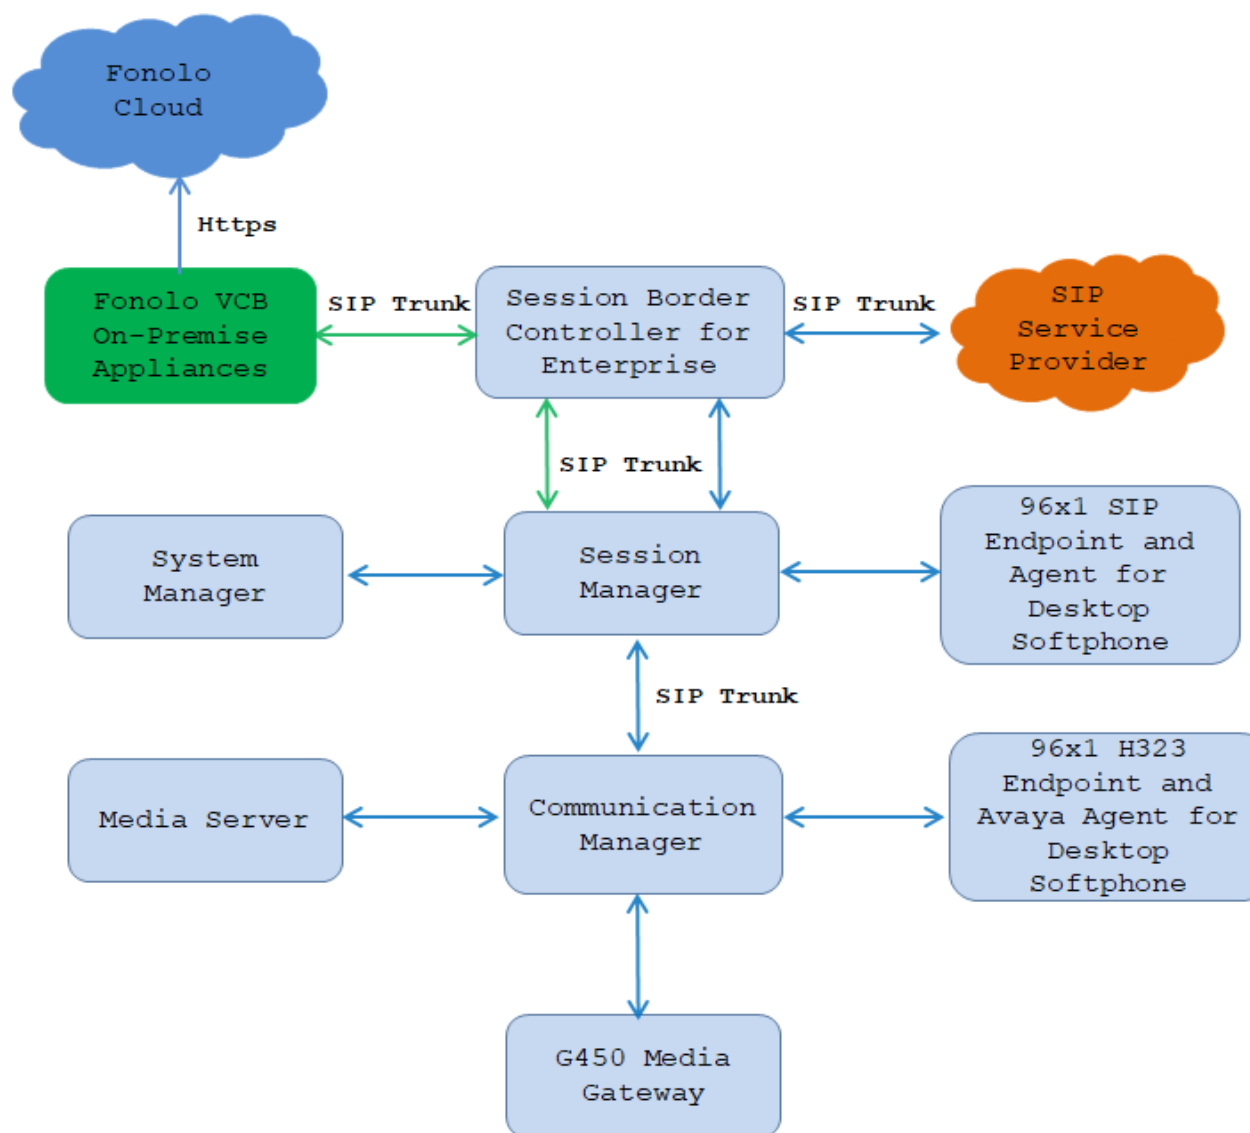 Fonolo
Cloud
Https
Fonolo VCB
On-Premise
Appliances
SIP Trunk
Session Border
Controller for
Enterprise
SIP Trunk
SIP
Service
Provider
SIP Trunk
System
Manager
Session
Manager
96x1 SIP
Endpoint and
Agent for
Desktop
Softphone
SIP Trunk
Media Server
Communication
Manager
96x1 H323
Endpoint and
Avaya Agent for
Desktop
Softphone
G450 Media
Gateway